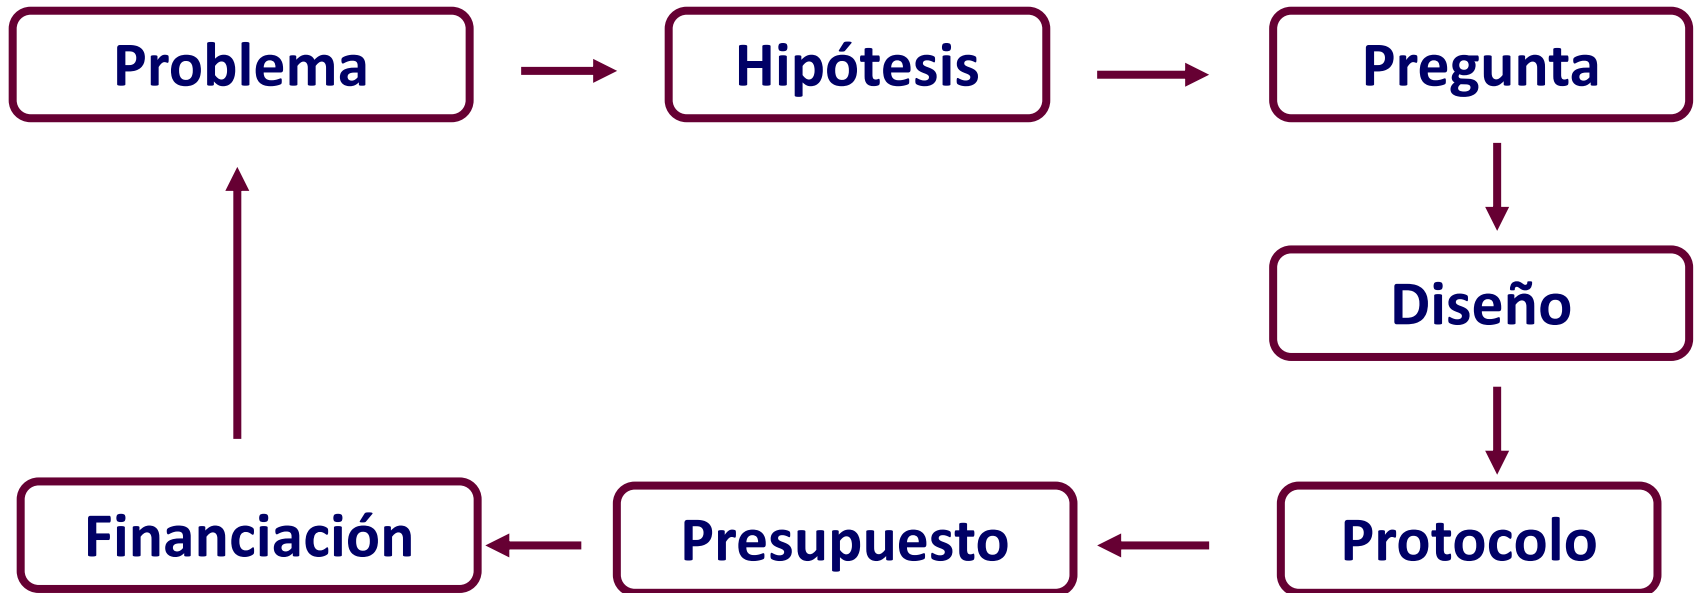 Problema
Hipótesis
Pregunta
Diseño
Protocolo
Presupuesto
Financiación